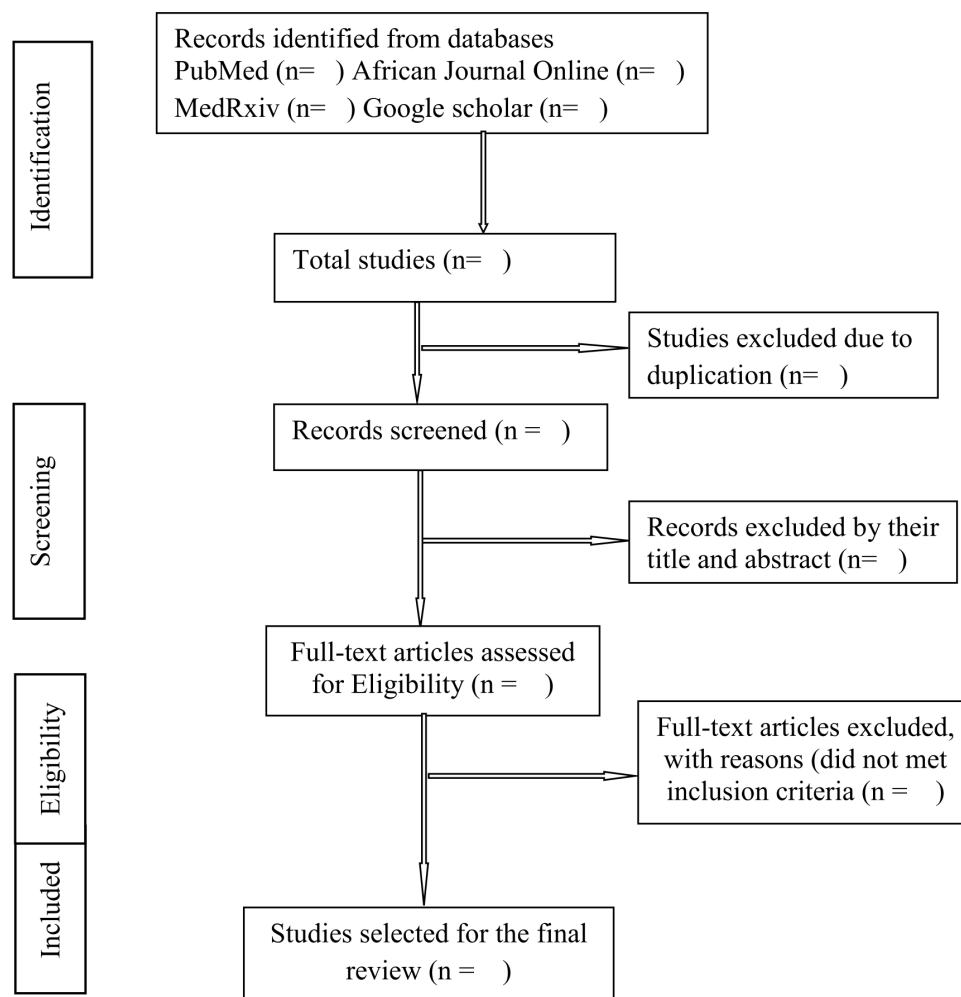 Identification
Records identified from databases
PubMed (n=   ) African Journal Online (n=   )
MedRxiv (n=   ) Google scholar (n=   )
Total studies (n=   )
Studies excluded due to
duplication (n=   )
Screening
Records screened (n =   )
Records excluded by their
title and abstract (n=   )
Full-text articles assessed
for Eligibility (n =   )
Eligibility
Full-text articles excluded,
with reasons (did not met
inclusion criteria (n =   )
Included
Studies selected for the final
review (n =   )